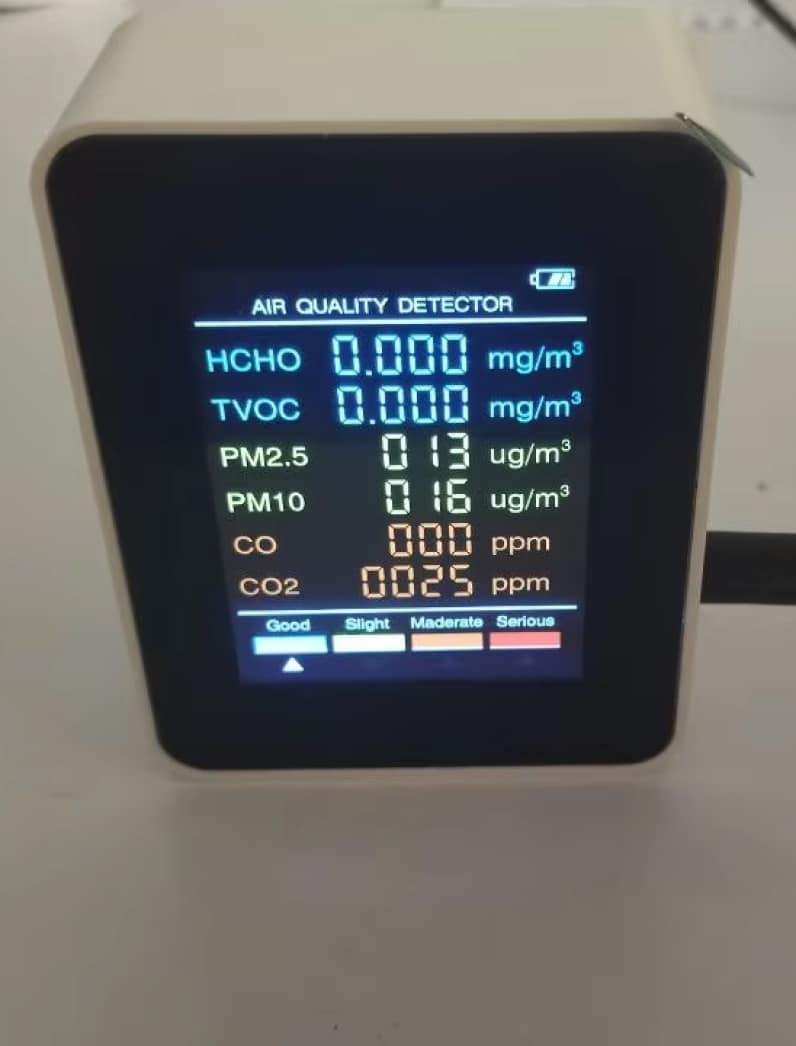 AIR QUALITY DETECTOR
HCHO 0.000 mg/m³
TVOC 0.000 mg/m³
PM2.5 013 ug/m³
PM10 016 ug/m³
CO 000 ppm
CO2 0025 ppm
Good Slight Maderate Serious